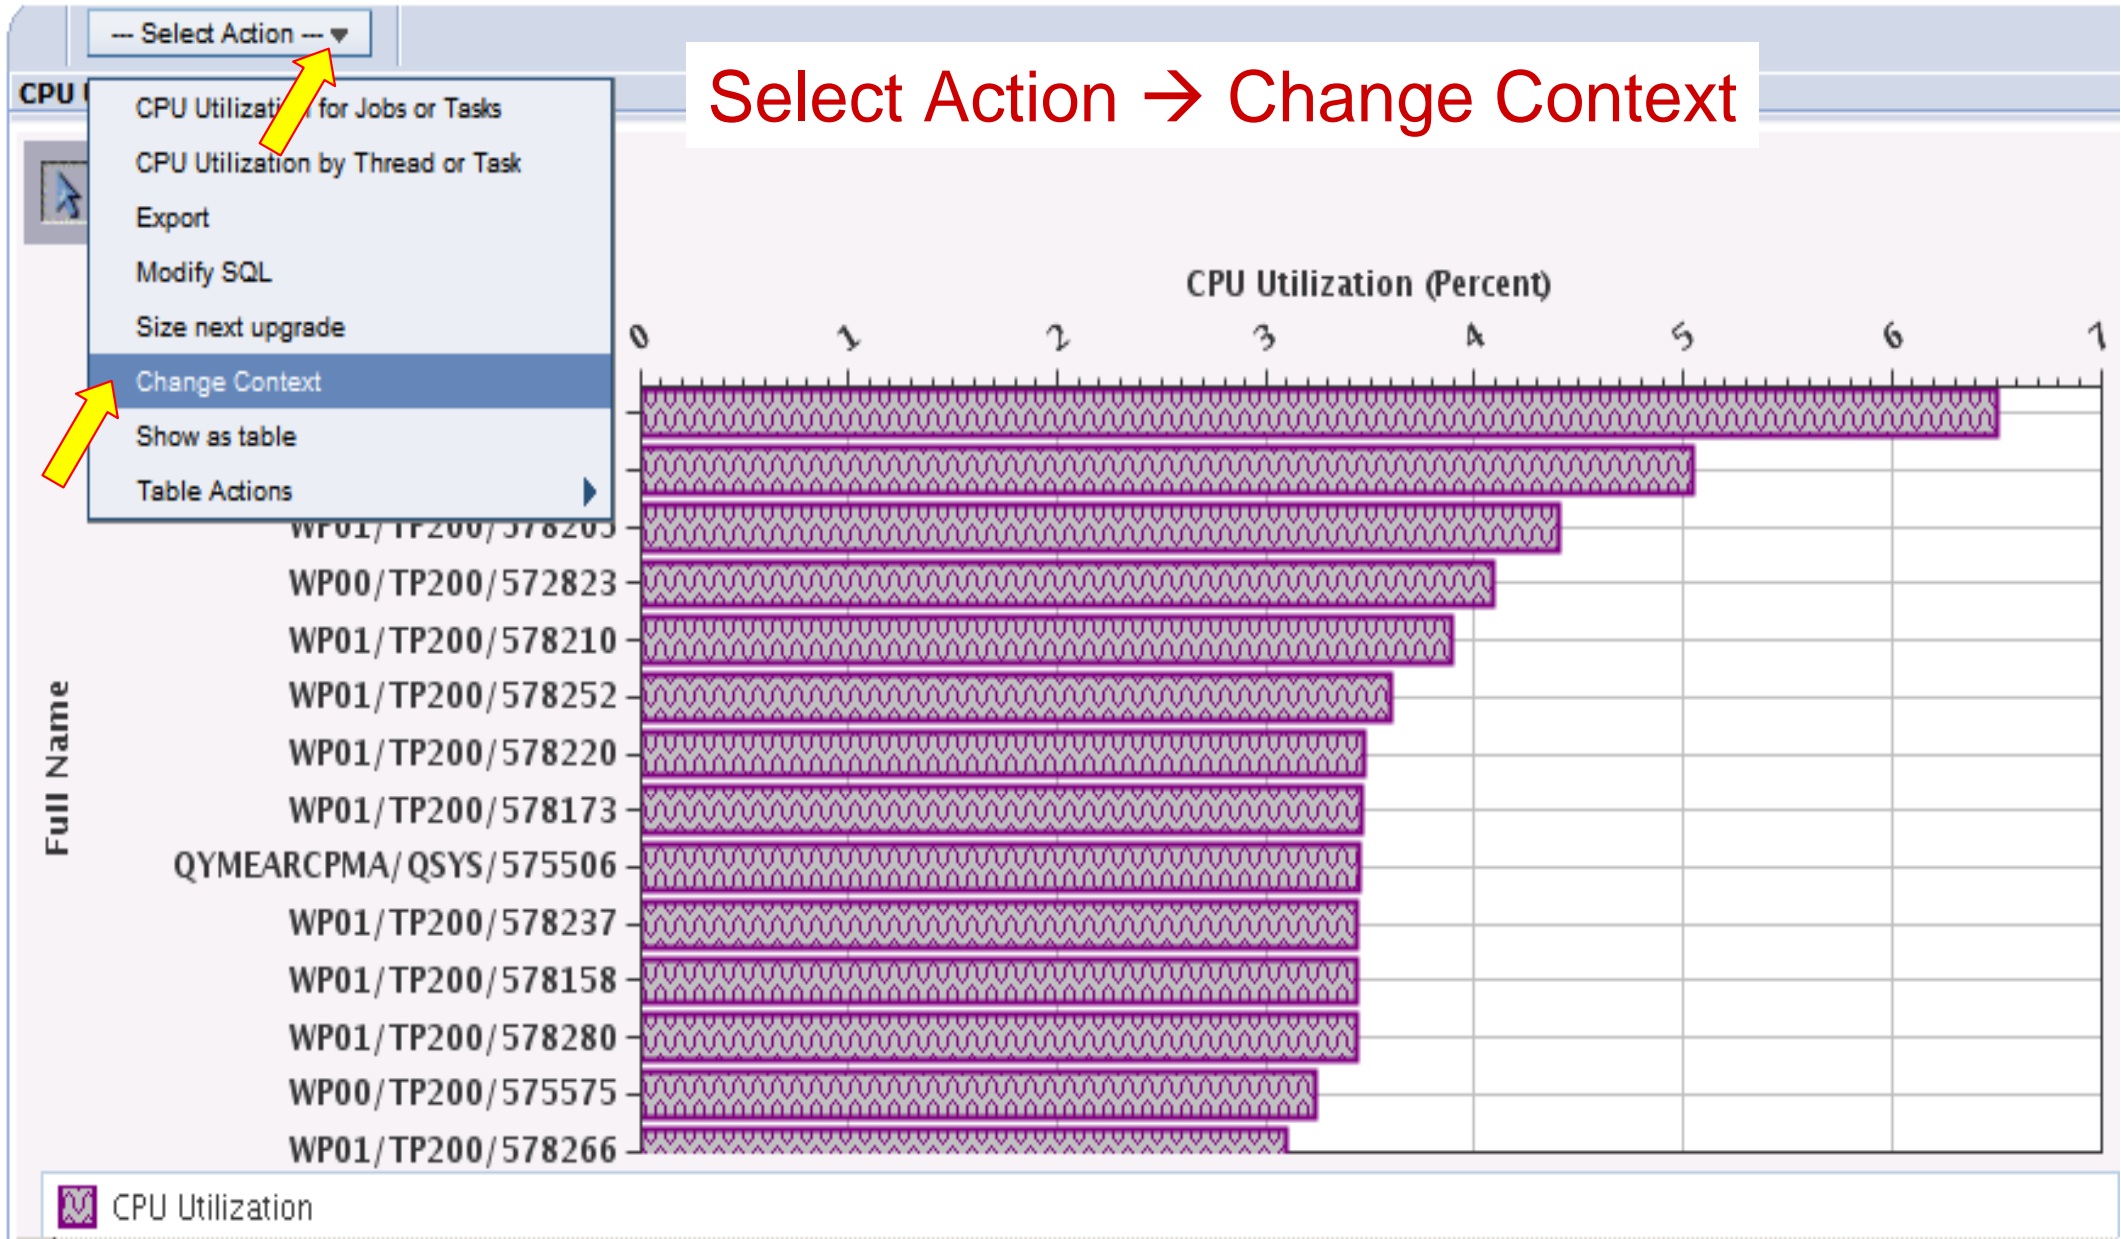 --- Select Action ---
Select Action → Change Context
CPU
CPU Utilization for Jobs or Tasks
CPU Utilization by Thread or Task
Export
Modify SQL
Size next upgrade
Change Context
Show as table
Table Actions
CPU Utilization (Percent)
0 1 2 3 4 5 6 7
Full Name
WP01/TP200/578205
WP00/TP200/572823
WP01/TP200/578210
WP01/TP200/578252
WP01/TP200/578220
WP01/TP200/578173
QYMEARCPMA/QSYS/575506
WP01/TP200/578237
WP01/TP200/578158
WP01/TP200/578280
WP00/TP200/575575
WP01/TP200/578266
CPU Utilization